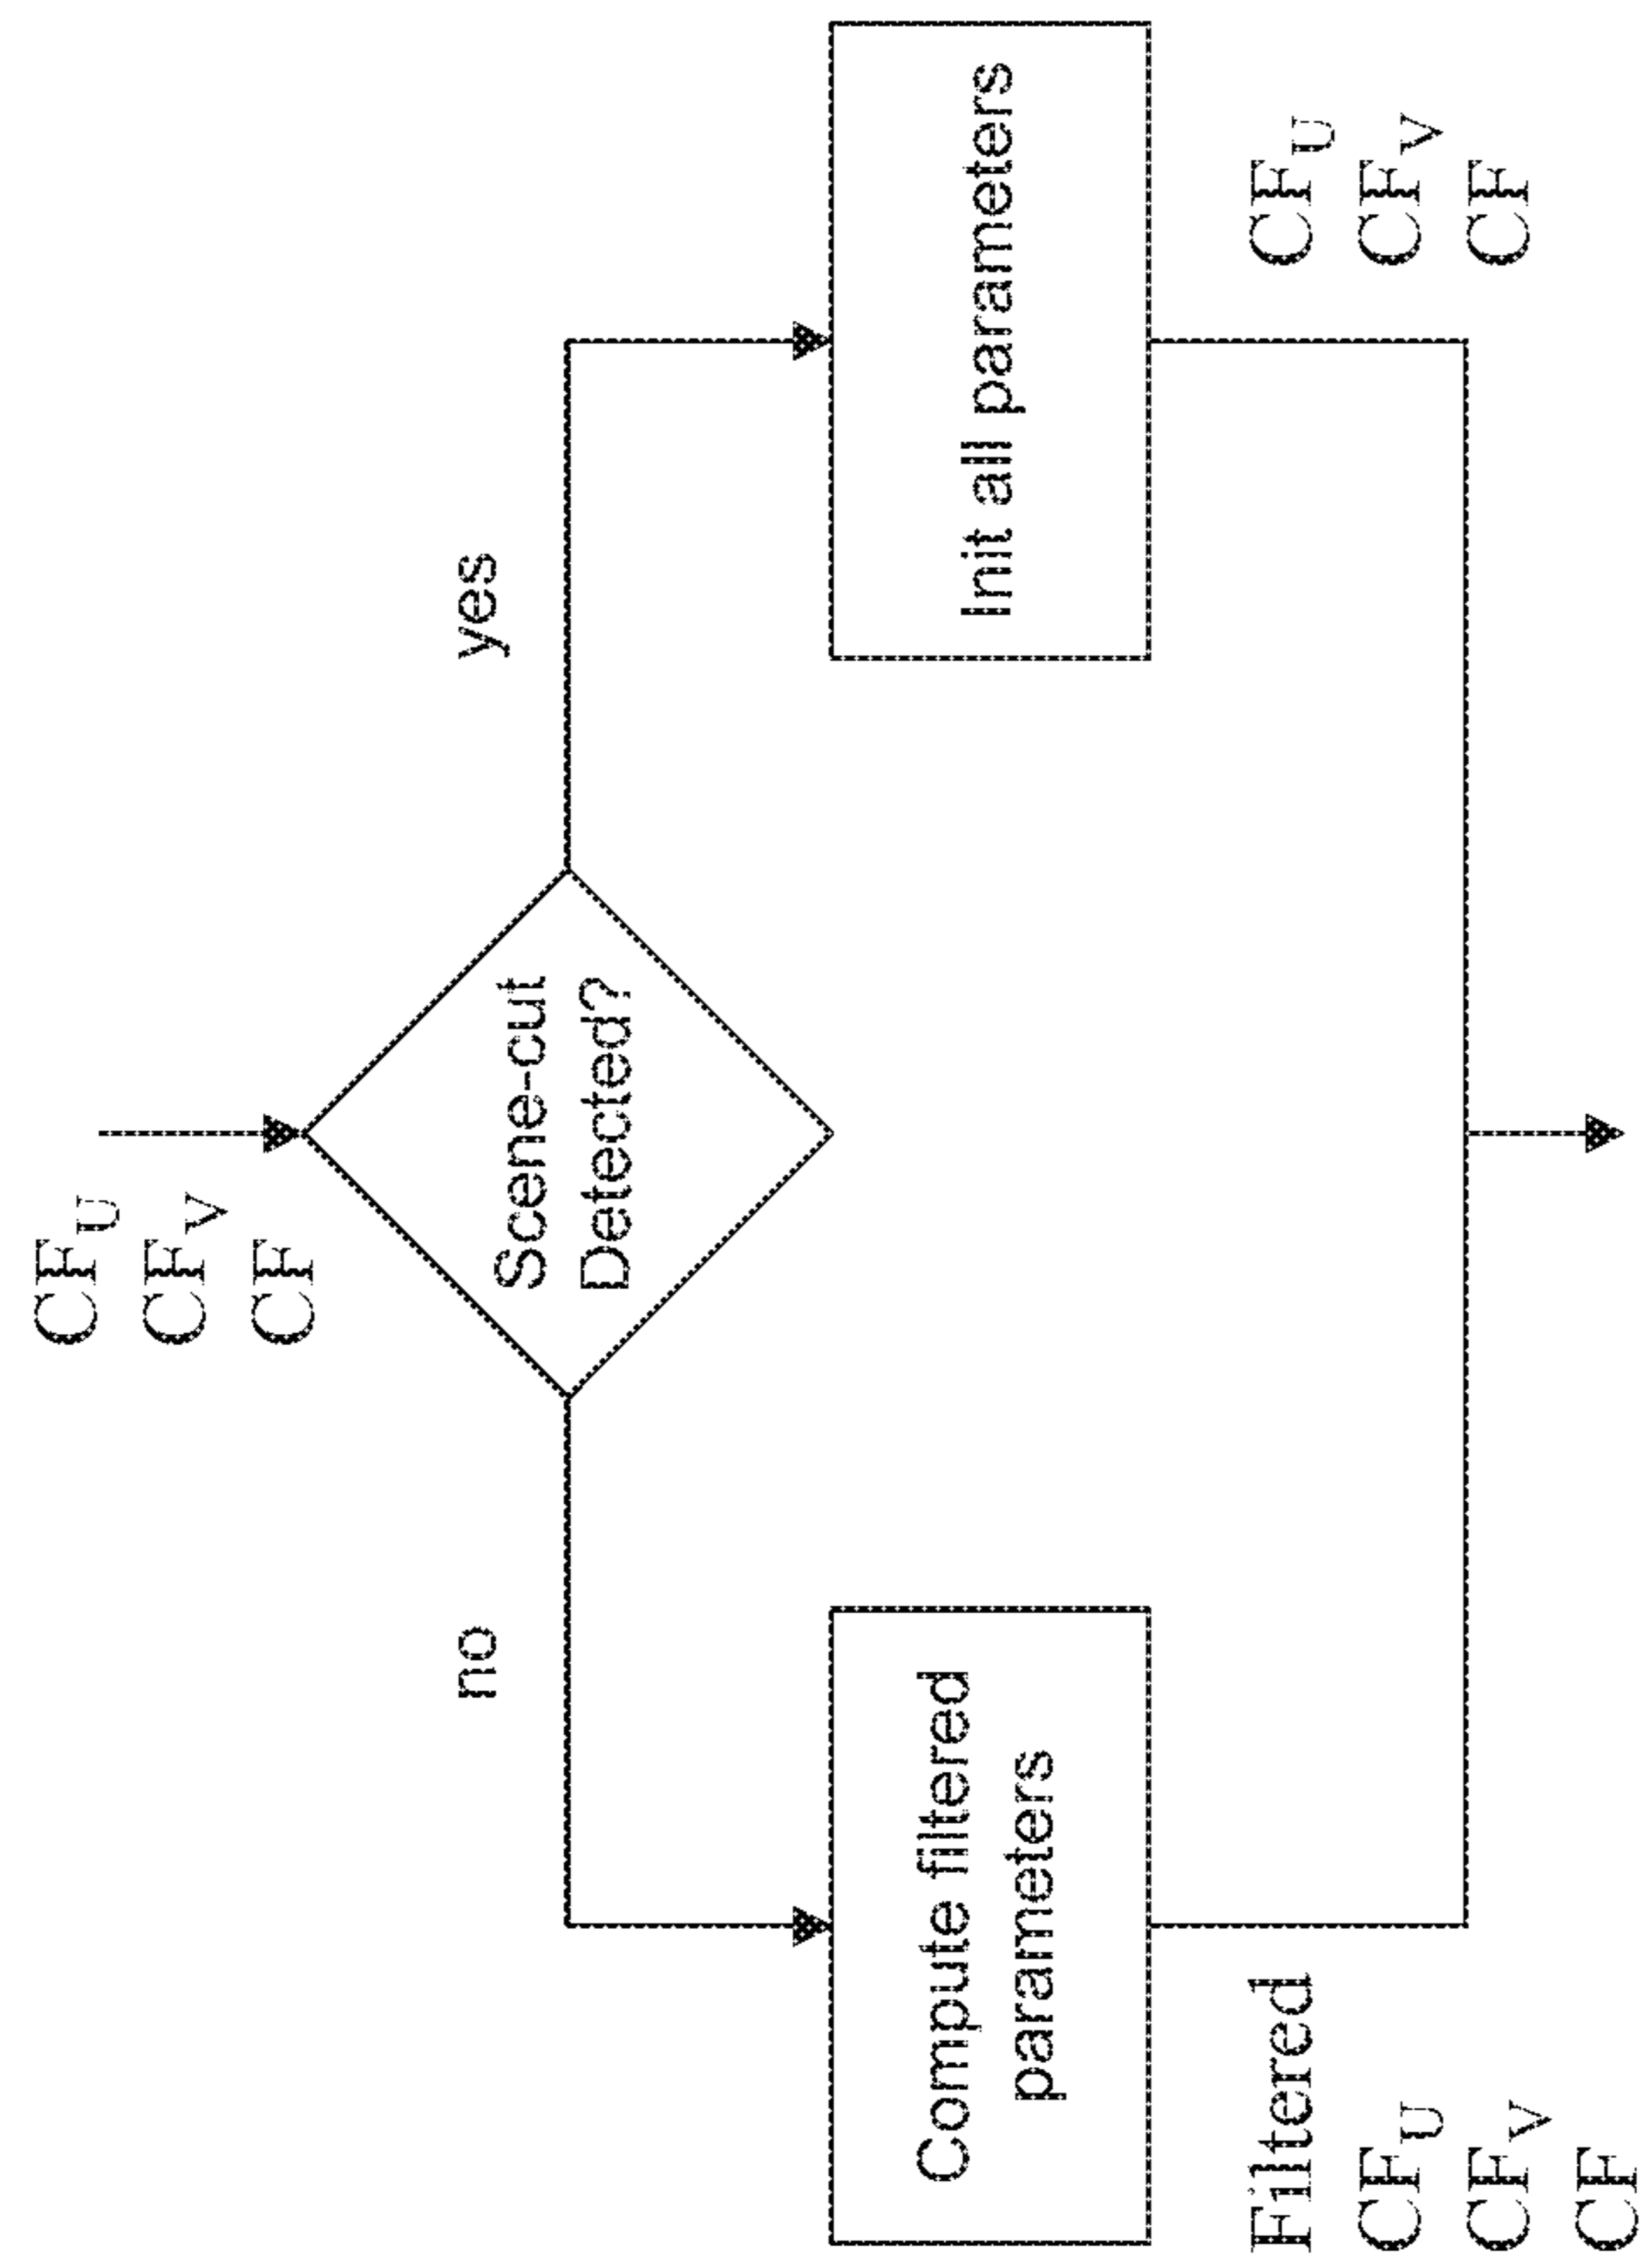 CF_U
CF_V
CF
Scene-cut
Detected?
no
yes
Compute filtered
parameters
Init all parameters
Filtered
CF_U
CF_V
CF
CF_U
CF_V
CF